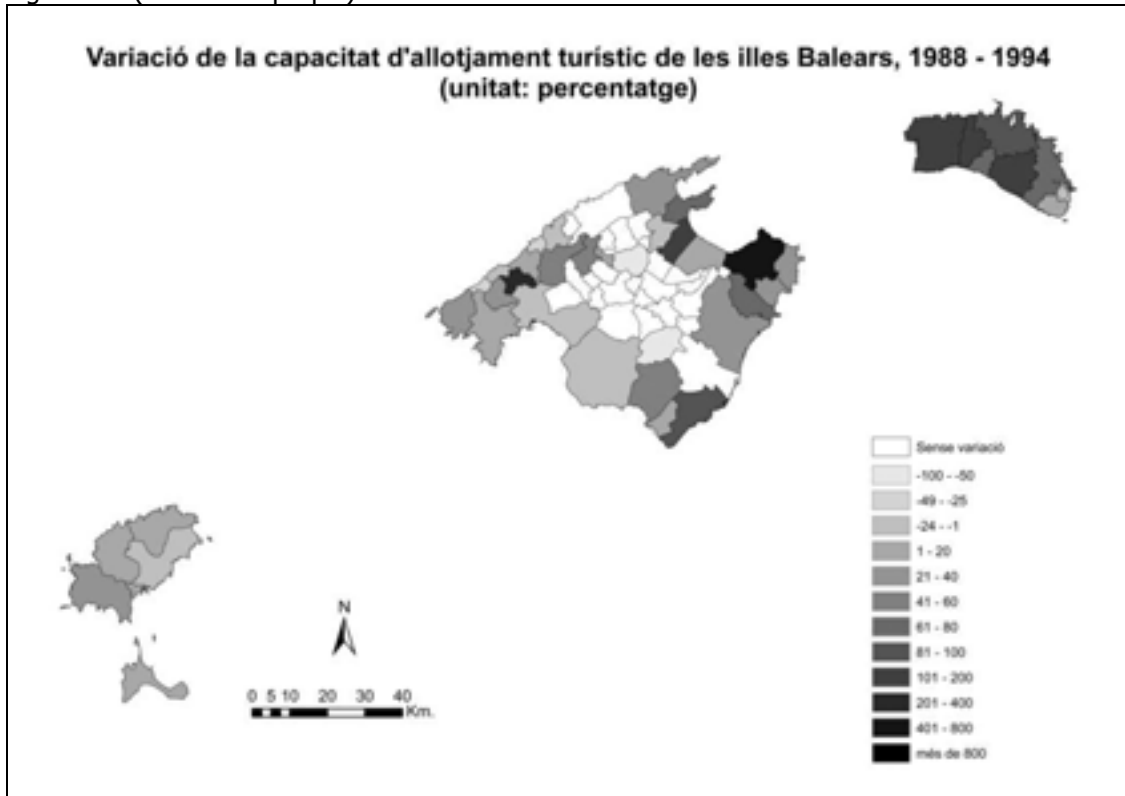 Variació de la capacitat d'allotjament turístic de les illes Balears, 1988 - 1994
(unitat: percentatge)
Sense variació
-100 - -50
-49 - -25
-24 - -1
1 - 20
21 - 40
41 - 60
61 - 80
81 - 100
101 - 200
201 - 400
401 - 800
més de 800
N
0 5 10 20 30 40
Km.